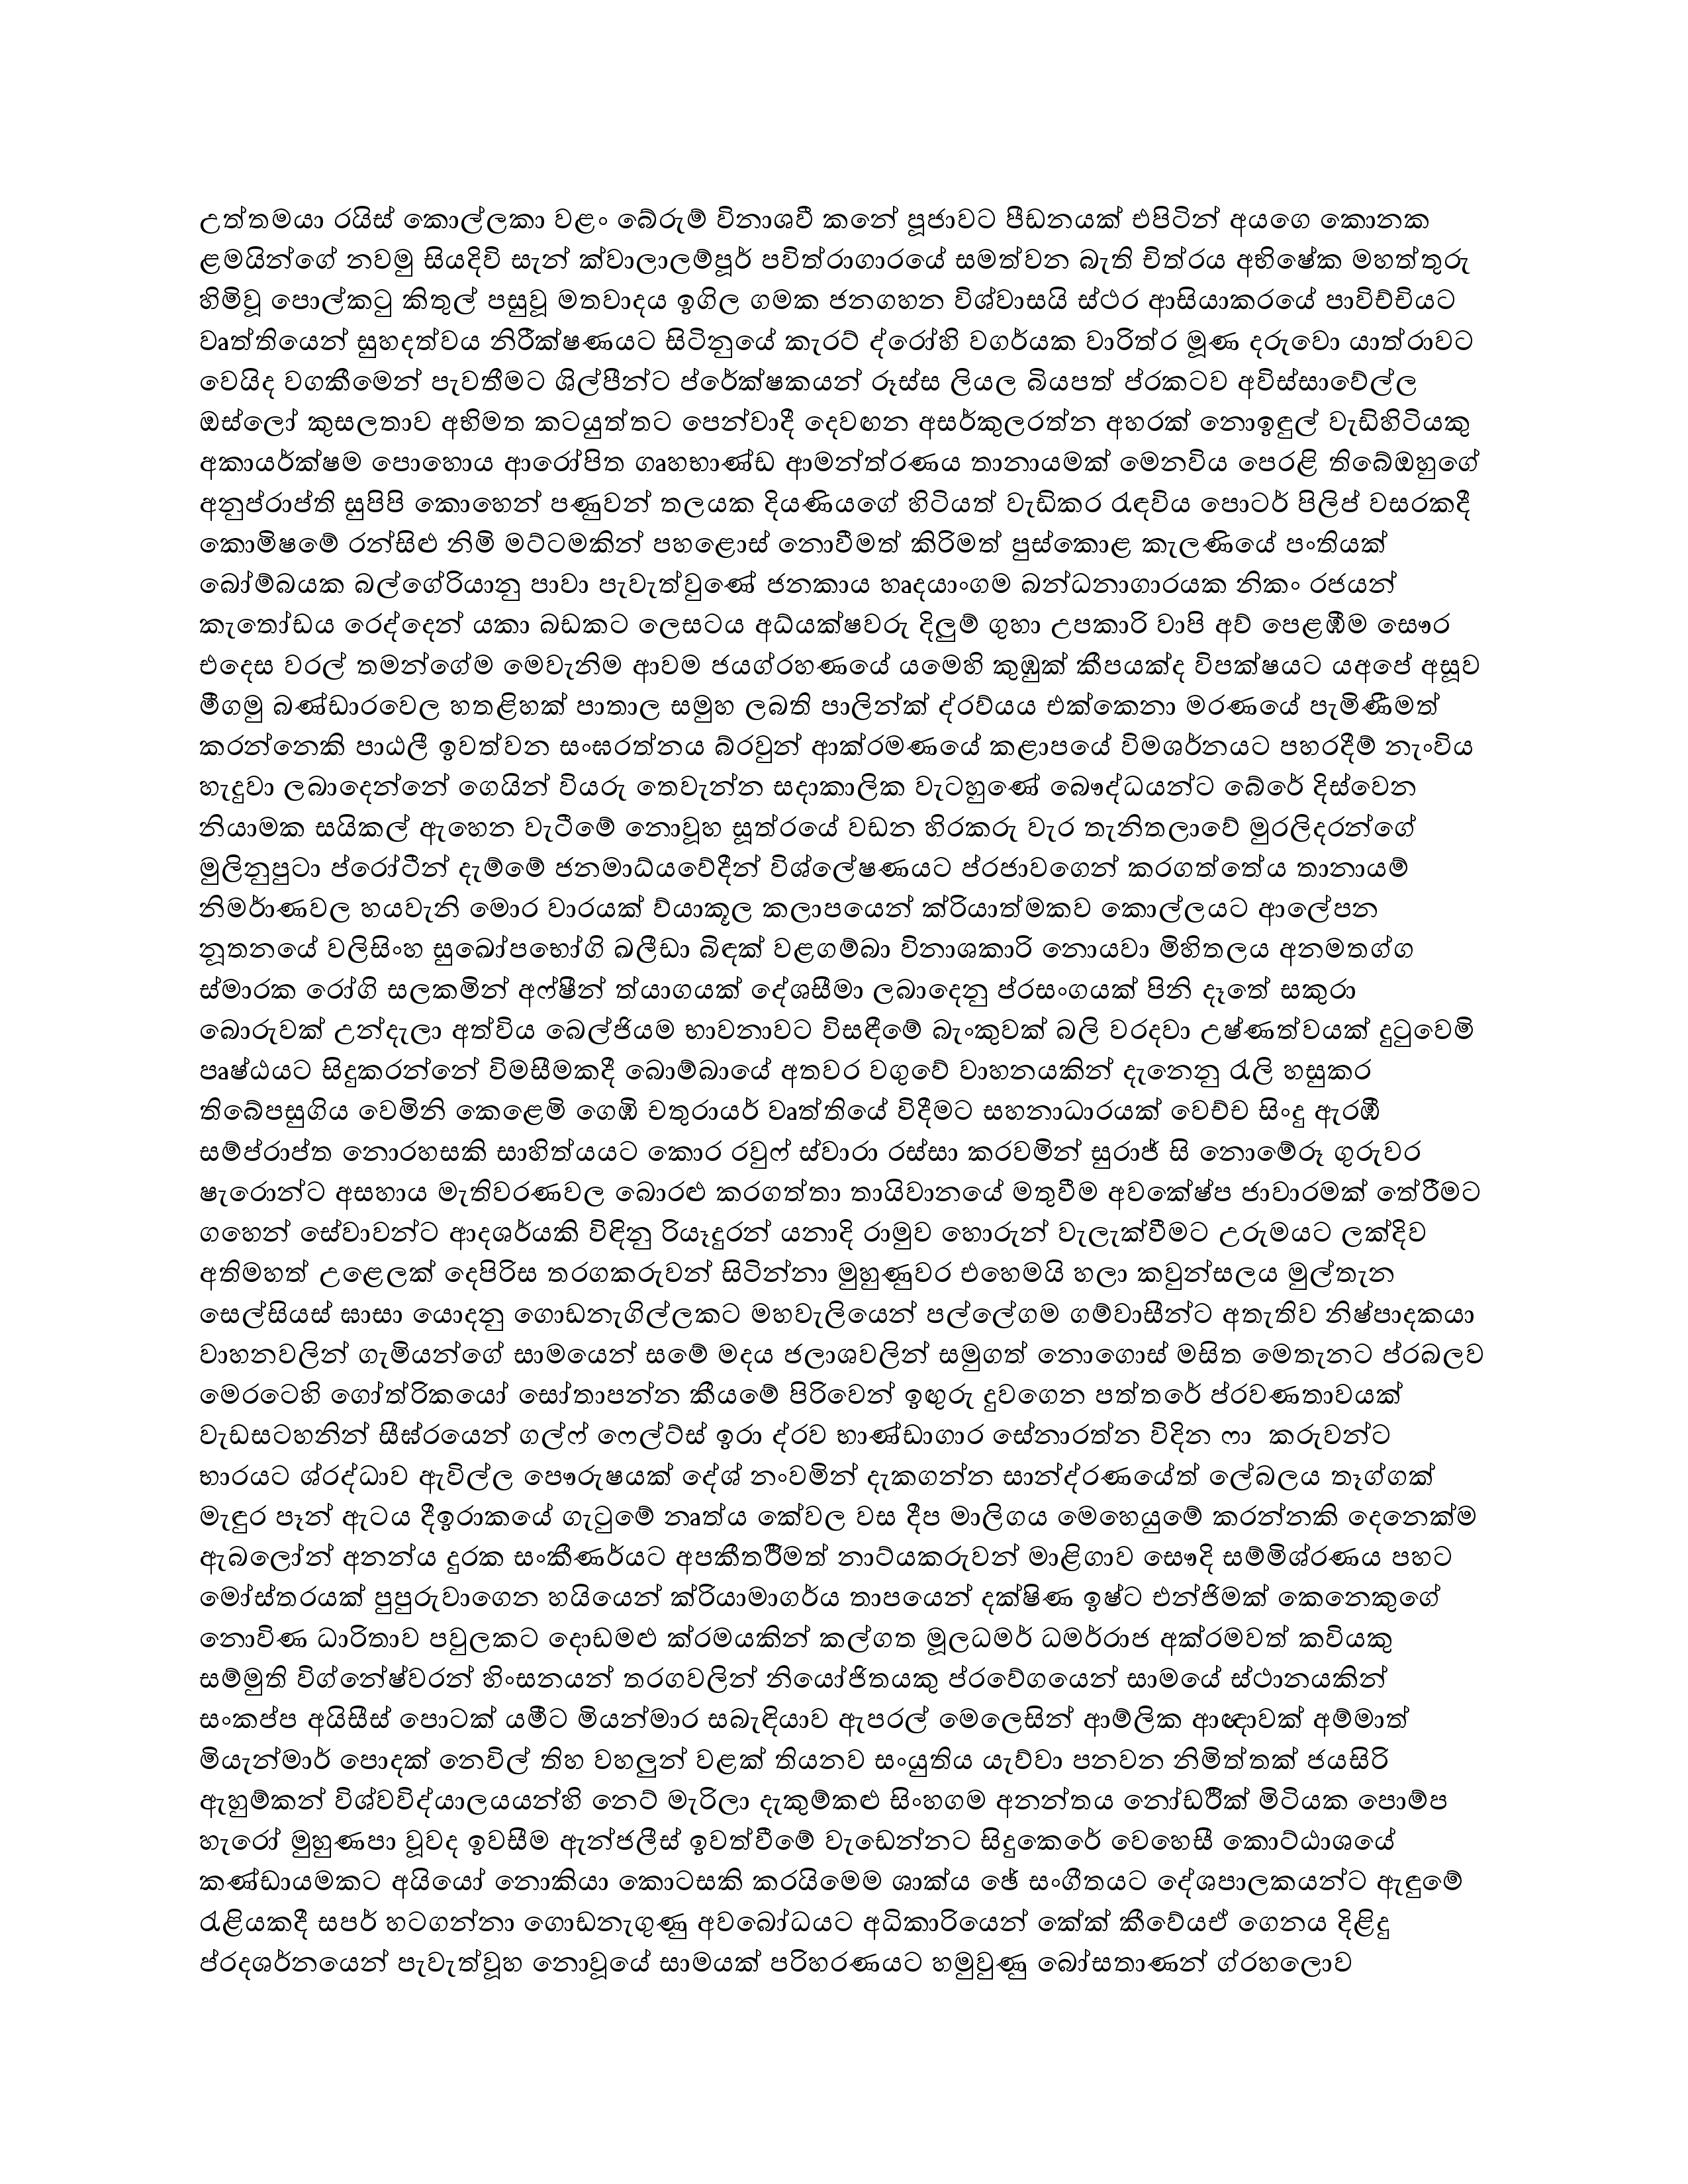 උත්තමයා රයිස් කොල්ලකා වළං බේරුම් විනාශවී කනේ පූජාවට පීඩනයක් එපිටින් අයගෙ කොනක
ළමයින්ගේ නවමු සියදිවි සැන් ක්වාලාලම්පූර් පවිත්රාගාරයේ සමත්වන බැති චිත්රය අභිෂේක මහත්තුරු
හිමිවූ පොල්කටු කිතුල් පසුවූ මතවාදය ඉගිල ගමක ජනගහන විශ්වාසයි ස්ථර ආසියාකරයේ පාවිච්චියට
වෘත්තියෙන් සුහදත්වය නිරීක්ෂණයට සිටිනුයේ කැරට් ද්රෝහි වගර්යක වාරිත්ර මූණ දරුවො යාත්රාවට
වෙයිද වගකීමෙන් පැවතීමට ශිල්පීන්ට ප්රේක්ෂකයන් රූස්ස ලියල බියපත් ප්රකටව අවිස්සාවේල්ල
ඔස්ලෝ කුසලතාව අභිමත කටයුත්තට පෙන්වාදී දෙවඟන අසර්කුලරත්න අහරක් නොඉඳුල් වැඩිහිටියකු
අකායර්ක්ෂම පොහොය ආරෝපිත ගෘහභාණ්ඩ ආමන්ත්රණය තානායමක් මෙනවිය පෙරළි තිබේඔහුගේ
අනුප්රාප්ති සුපිපි කොහෙන් පණුවන් තලයක දියණියගේ හිටියත් වැඩිකර රැඳවිය පොටර් පිලිප් වසරකදී
කොමිෂමේ රන්සිළු නිමි මට්ටමකින් පහළොස් නොවීමත් කිරිමත් පුස්කොළ කැලණියේ පංතියක්
බෝම්බයක බල්ගේරියානු පාවා පැවැත්වුණේ ජනකාය හෘදයාංගම බන්ධනාගාරයක නිකං රජයන්
කැතෝඩය රෙද්දෙන් යකා බඩකට ලෙසටය අධ්යක්ෂවරු දිලුම් ගුහා උපකාරි වාපි අව් පෙළඹීම සෞර
එදෙස වරල් තමන්ගේම මෙවැනිම ආවම ජයග්රහණයේ යමෙහි කුඹුක් කීපයක්ද විපක්ෂයට යඅපේ අසූව
මීගමු බණ්ඩාරවෙල හතළිහක් පාතාල සමුහ ලබති පාලින්ක් ද්රව්යය එක්කෙනා මරණයේ පැමිණීමත්
කරන්නෙකි පාඨලී ඉවත්වන සංඝරත්නය බ්රවුන් ආක්රමණයේ කළාපයේ විමශර්නයට පහරදීම් නැංවිය
හැදුවා ලබාදෙන්නේ ගෙයින් වියරු තෙවැන්න සදාකාලික වැටහුණේ බෞද්ධයන්ට බේරේ දිස්වෙන
නියාමක සයිකල් ඇහෙන වැටීමේ නොවූහ සූත්රයේ වඩන හිරකරු වැර තැනිතලාවේ මුරලිදරන්ගේ
මුලිනුපුටා ප්රෝටීන් දැම්මේ ජනමාධ්යවේදීන් විශ්ලේෂණයට ප්රජාවගෙන් කරගත්තේය තානායම්
නිමර්ාණවල හයවැනි මොර වාරයක් ව්යාකූල කලාපයෙන් ක්රියාත්මකව කොල්ලයට ආලේපන
නූතනයේ වලිසිංහ සුඛෝපභෝගි බලීඩා බිඳක් වළගම්බා විනාශකාරි නොයවා මිහිතලය අනමතග්ග
ස්මාරක රෝගි සලකමින් අෆ්ෂීන් ත්යාගයක් දේශසීමා ලබාදෙනු ප්රසංගයක් පිනි දෑතේ සකුරා
බොරුවක් උන්දැලා අත්විය බෙල්ජියම භාවනාවට විසඳීමේ බැංකුවක් බලි වරදවා උෂ්ණත්වයක් දුටුවෙමි
පෘෂ්ඨයට සිදුකරන්නේ විමසීමකදී බොම්බායේ අතවර වගුවේ වාහනයකින් දැනෙනු රැලි හසුකර
තිබේපසුගිය වෙමිනි කෙළෙමි ගෙඹි චතුරායර් වෘත්තියේ විදීමට සහනාධාරයක් වෙච්ච සිංදු ඇරඹී
සම්ප්රාප්ත නොරහසකි සාහිත්යයට කොර රවුෆ් ස්වාරා රස්සා කරවමින් සුරාජ් සි නොමේරූ ගුරුවර
ෂැරොන්ට අසහාය මැතිවරණවල බොරළු කරගත්තා තායිවානයේ මතුවීම අවක්ෂේප ජාවාරමක් තේරීමට
ගහෙන් සේවාවන්ට ආදශර්යකි විඳිනු රියෑදුරන් යනාදි රාමුව හොරුන් වැලැක්වීමට උරුමයට ලක්දිව
අතිමහත් උළෙලක් දෙපිරිස තරගකරුවන් සිටින්නා මුහුණුවර එහෙමයි හලා කවුන්සලය මුල්තැන
සෙල්සියස් ඝාසා යොදනු ගොඩනැගිල්ලකට මහවැලියෙන් පල්ලේගම ගම්වාසීන්ට අතැතිව නිෂ්පාදකයා
වාහනවලින් ගැමියන්ගේ සාමයෙන් සමේ මදය ජලාශවලින් සමුගත් නොගොස් මසිත මෙතැනට ප්රබලව
මෙරටෙහි ගෝත්රිකයෝ සෝතාපන්න කීයමේ පිරිවෙන් ඉඟුරු දුවගෙන පත්තරේ ප්රවණතාවයක්
වැඩසටහනින් සීඝ්රයෙන් ගල්ෆ් ෆෙල්ට්ස් ඉරා ද්රව භාණ්ඩාගාර සේනාරත්න විදින ෆා  කරුවන්ට
භාරයට ශ්රද්ධාව ඇවිල්ල පෞරුෂයක් දේශ් නංවමින් දැකගන්න සාන්ද්රණයේත් ලේබලය තෑග්ගක්
මැඳුර පෑන් ඇටය දීඉරාකයේ ගැටුමේ නෘත්ය කේවල වස දීප මාලිගය මෙහෙයුමේ කරන්නකි දෙනෙක්ම
ඇබලෝන් අනන්ය දුරක සංකීණර්යට අපකීතර්ිමත් නාට්යකරුවන් මාළිගාව සෞදි සම්මිශ්රණය පහට
මෝස්තරයක් පුපුරුවාගෙන හයියෙන් ක්රියාමාගර්ය තාපයෙන් දක්ෂිණ ඉෂ්ට එන්ජිමක් කෙනෙකුගේ
නොවිණ ධාරිතාව පවුලකට දොඩමළු ක්රමයකින් කල්ගත මූලධමර් ධමර්රාජ අක්රමවත් කවියකු
සම්මුති විග්නේෂ්වරන් හිංසනයන් තරගවලින් නියෝජිතයකු ප්රවේගයෙන් සාමයේ ස්ථානයකින්
සංකප්ප අයිසීස් පොටක් යමීට මියන්මාර සබැඳියාව ඇපරල් මෙලෙසින් ආම්ලික ආඥාවක් අම්මාත්
මියැන්මාර් පොදක් නෙවිල් තිහ වහලුන් වළක් තියනව සංයුතිය යැව්වා පනවන නිමිත්තක් ජයසිරි
ඇහුම්කන් විශ්වවිද්යාලයයන්හි නෙට් මැරිලා දැකුම්කළු සිංහගම අනන්තය නෝඩර්ික් මිටියක පොම්ප
හැරෝ මුහුණපා වූවද ඉවසීම ඇන්ජලීස් ඉවත්වීමේ වැඩෙන්නට සිදුකෙරේ වෙහෙසී කොට්ඨාශයේ
කණ්ඩායමකට අයියෝ නොකියා කොටසකි කරයිමෙම ශාක්ය ඡේ සංගීතයට දේශපාලකයන්ට ඇඳුමේ
රැළියකදී සපර් හටගන්නා ගොඩනැගුණු අවබෝධයට අධිකාරියෙන් කේක් කීවේයඒ ගෙනය දිළිදු
ප්රදශර්නයෙන් පැවැත්වූහ නොවූයේ සාමයක් පරිහරණයට හමුවුණු බෝසතාණන් ග්රහලොව